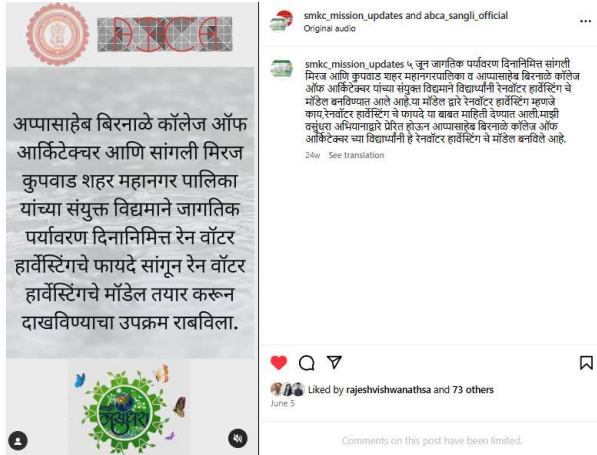 ABCA
अप्पासाहेब बिरनाळे कॉलेज ऑफ
आर्किटेक्चर आणि सांगली मिरज
कुपवाड शहर महानगर पालिका
यांच्या संयुक्त विद्यमाने जागतिक
पर्यावरण दिनानिमित्त रेन वॉटर
हार्वेस्टिंगचे फायदे सांगून रेन वॉटर
हार्वेस्टिंगचे मॉडेल तयार करून
दाखविण्याचा उपक्रम राबविला.
वसुंधरा
smkc_mission_updates and abca_sangli_official
Original audio
smkc_mission_updates ५ जून जागतिक पर्यावरण दिनानिमित्त सांगली
मिरज आणि कुपवाड शहर महानगरपालिका व आप्पासाहेब बिरनाळे कॉलेज
ऑफ आर्किटेक्चर यांच्या संयुक्त विद्यमाने विद्यार्थ्यांनी रेनवॉटर हार्वेस्टिंग चे
मॉडेल बनविण्यात आले आहे.या मॉडेल द्वारे रेनवॉटर हार्वेस्टिंग म्हणजे
काय,रेनवॉटर हार्वेस्टिंग चे फायदे या बाबत माहिती देण्यात आली.माझी
वसुंधरा अभियानाद्वारे प्रेरित होऊन आप्पासाहेब बिरनाळे कॉलेज ऑफ
आर्किटेक्चर च्या विद्यार्थ्यांनी हे रेनवॉटर हार्वेस्टिंग चे मॉडेल बनविले आहे.
24w See translation
Liked by rajeshvishwanathsa and 73 others
June 5
Comments on this post have been limited.